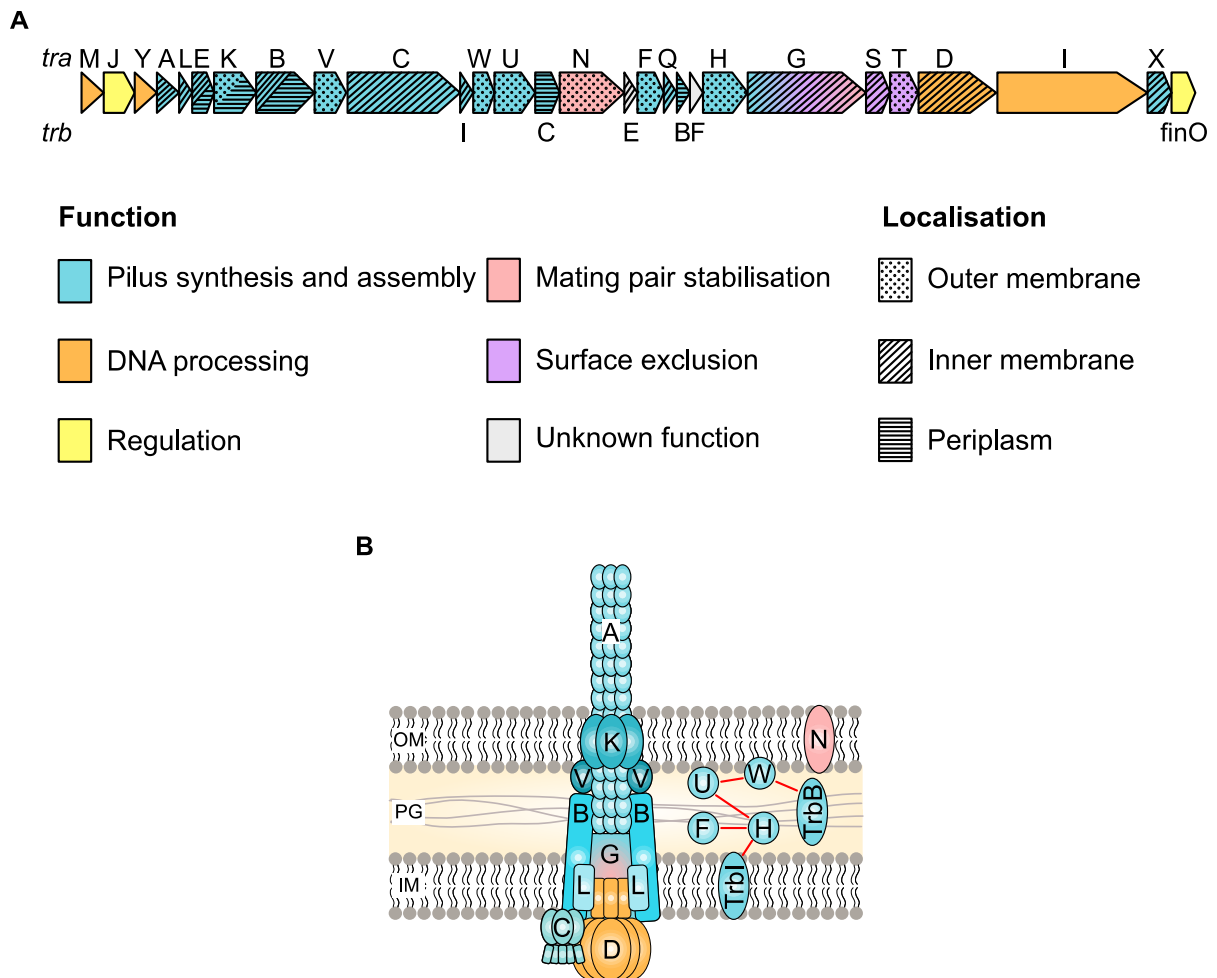 A
tra M J Y A L E K B V C W U N F Q H G S T D I X
trb I C E B F finO
Function
Localisation
Pilus synthesis and assembly
Mating pair stabilisation
Outer membrane
DNA processing
Surface exclusion
Inner membrane
Regulation
Unknown function
Periplasm
B
A
OM
K
N
V
V
U
W
B
B
TrbB
PG
F
H
G
IM
L
L
TrbI
C
D